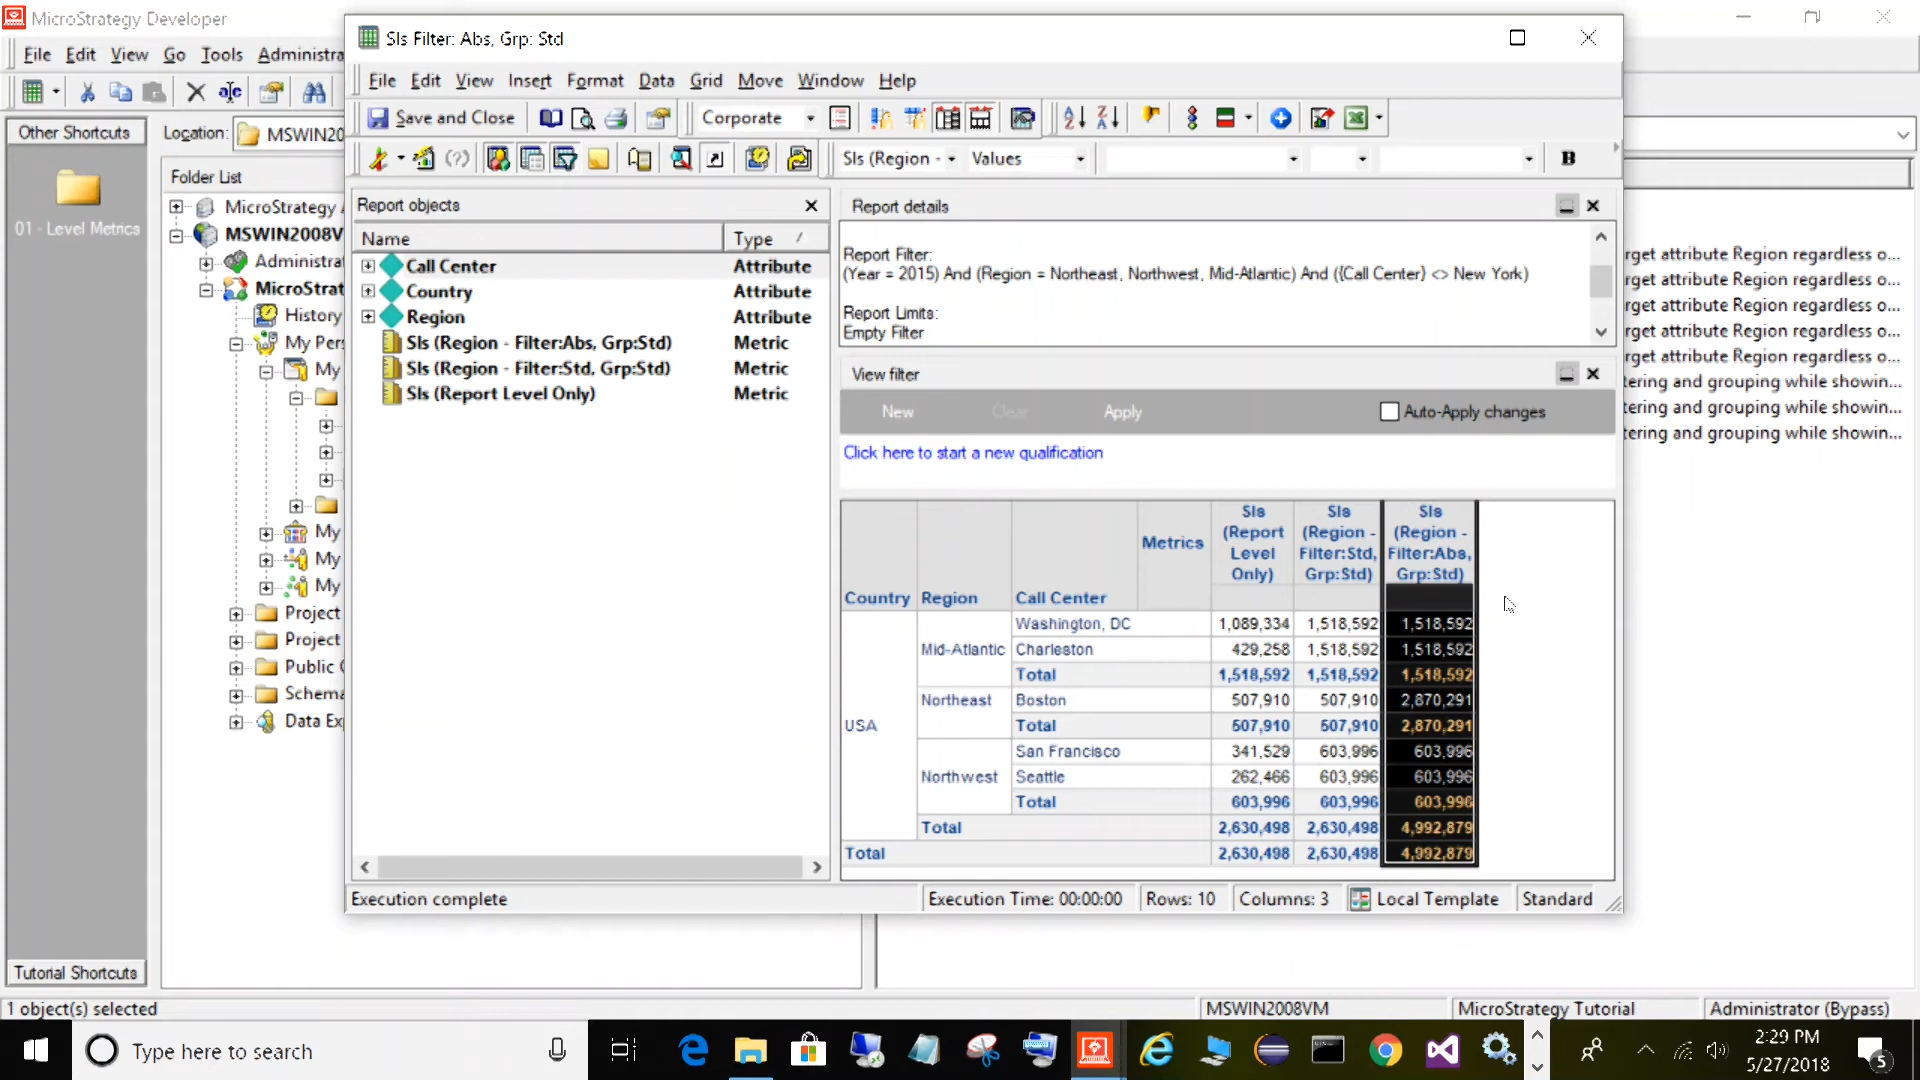 MicroStrategy Developer
File Edit View Go Tools Administra
Other Shortcuts
01 - Level Metrics
Tutorial Shortcuts
Location: MSWIN20
Folder List
MicroStrategy A
MSWIN2008V
Administrat
MicroStrat
History
My Pers
My
My
My
My
Project
Project
Public
Schema
Data Exp
Sls Filter: Abs, Grp: Std
File Edit View Insert Format Data Grid Move Window Help
Save and Close Corporate
Sls (Region - Values B
Report objects
Name Type
Call Center Attribute
Country Attribute
Region Attribute
Sls (Region - Filter:Abs, Grp:Std) Metric
Sls (Region - Filter:Std, Grp:Std) Metric
Sls (Report Level Only) Metric
Report details
Report Filter:
(Year = 2015) And (Region = Northeast, Northwest, Mid-Atlantic) And ({Call Center} <> New York)
Report Limits:
Empty Filter
View filter
New Clear Apply Auto-Apply changes
Click here to start a new qualification
Country Region Call Center Metrics Sls (Report Level Only) Sls (Region - Filter:Std, Grp:Std) Sls (Region - Filter:Abs, Grp:Std)
USA Mid-Atlantic Washington, DC 1,089,334 1,518,592 1,518,592
Charleston 429,258 1,518,592 1,518,592
Total 1,518,592 1,518,592 1,518,592
Northeast Boston 507,910 507,910 2,870,291
Total 507,910 507,910 2,870,291
Northwest San Francisco 341,529 603,996 603,996
Seattle 262,466 603,996 603,996
Total 603,996 603,996 603,996
Total 2,630,498 2,630,498 4,992,879
Total 2,630,498 2,630,498 4,992,879
Execution complete Execution Time: 00:00:00 Rows: 10 Columns: 3 Local Template Standard
rget attribute Region regardless o...
rget attribute Region regardless o...
rget attribute Region regardless o...
rget attribute Region regardless o...
rget attribute Region regardless o...
tering and grouping while showin...
tering and grouping while showin...
tering and grouping while showin...
1 object(s) selected MSWIN2008VM MicroStrategy Tutorial Administrator (Bypass)
Type here to search
2:29 PM
5/27/2018
5